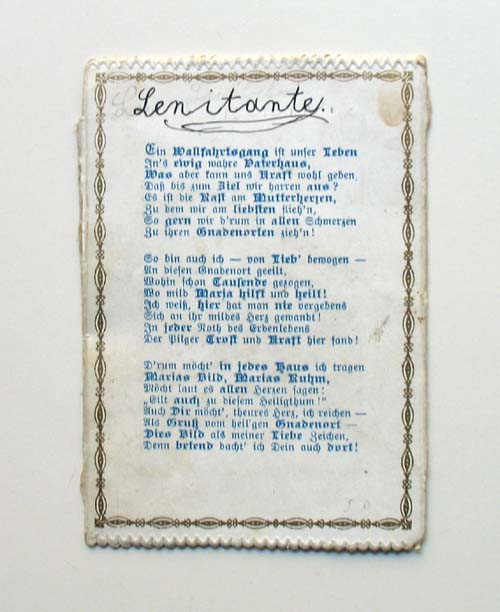 Lenitante.
Ein Wallfahrtsgang ist unser Leben
In's ewig wahre Vaterhaus,
Was aber kann uns Kraft wohl geben,
Daß bis zum Ziel wir harren aus?
Es ist die Rast am Mutterherzen,
Zu dem wir am liebsten flieh'n,
So gern wir d'rum in allen Schmerzen
Zu ihren Gnadenorten zieh'n!
So bin auch ich — von Lieb' bewogen —
An diesen Gnadenort geeilt,
Wohin schon Tausende gezogen,
Wo mild Maria hilft und heilt!
Ich weiß, hier hat man nie vergebens
Sich an ihr mildes Herz gewandt!
In jeder Noth des Erdenlebens
Der Pilger Trost und Kraft hier fand!
D'rum möcht' in jedes Haus ich tragen
Marias Bild, Marias Ruhm,
Möcht laut es allen Herzen sagen:
„Eilt auch zu diesem Heiligthum!"
Auch Dir möcht', theures Herz, ich reichen —
Als Gruß vom heil'gen Gnadenort —
Dies Bild als meiner Liebe Zeichen,
Denn betend dacht' ich Dein auch dort!